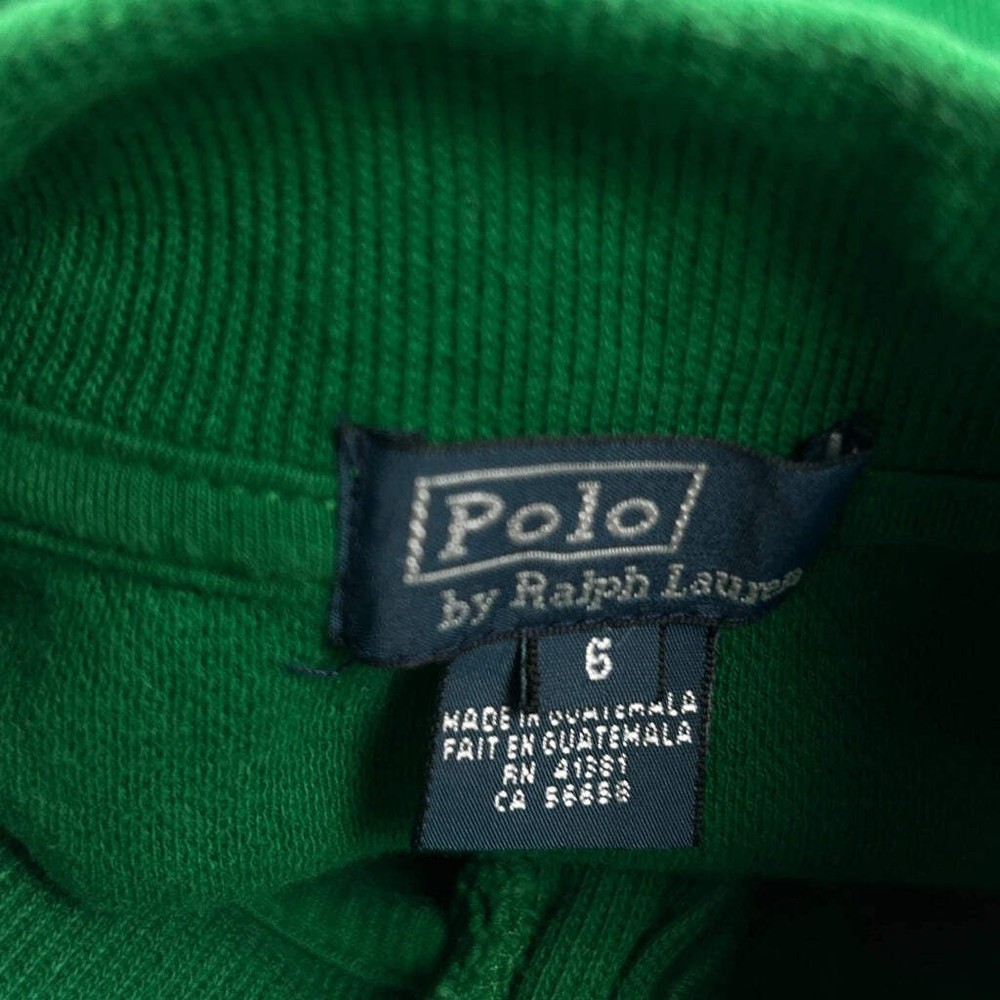 Polo
by Ralph Lauren
6
MADE IN GUATEMALA
FAIT EN GUATEMALA
RN 41381
CA 56658